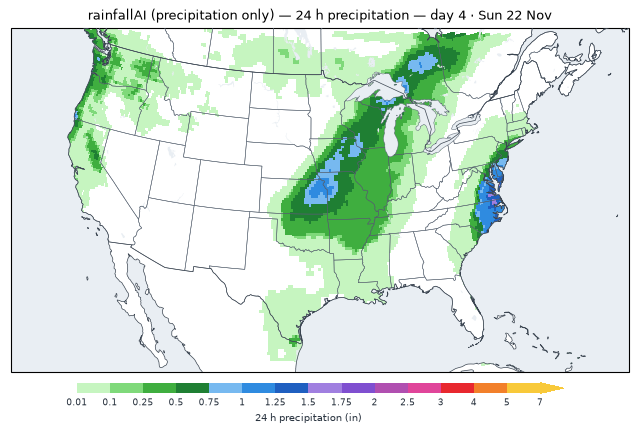 rainfallAI (precipitation only) — 24 h precipitation — day 4 · Sun 22 Nov
0.01 0.1 0.25 0.5 0.75 1 1.25 1.5 1.75 2 2.5 3 4 5 7
24 h precipitation (in)